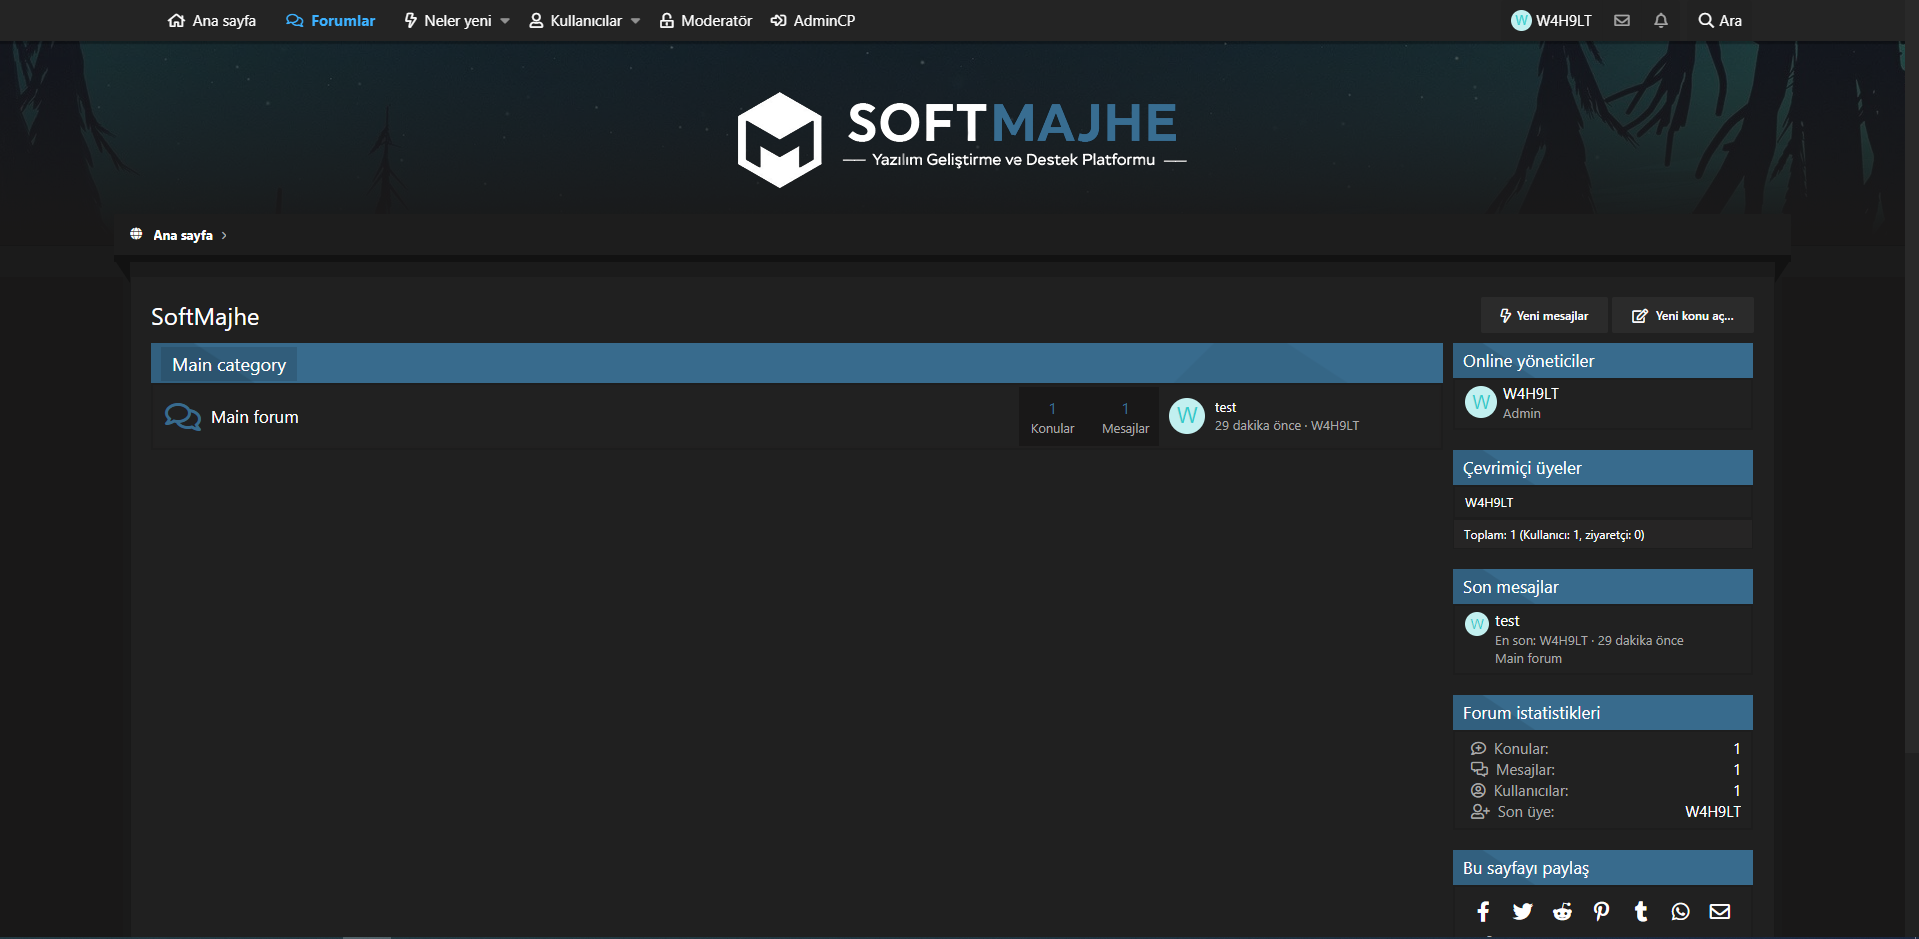 Ana sayfa Forumlar Neler yeni Kullanıcılar Moderatör AdminCP W W4H9LT Ara
SOFTMAJHE
Yazılım Geliştirme ve Destek Platformu
Ana sayfa
SoftMajhe
Yeni mesajlar Yeni konu aç...
Main category
Main forum
1 Konular
1 Mesajlar
W
test
29 dakika önce · W4H9LT
Online yöneticiler
W
W4H9LT
Admin
Çevrimiçi üyeler
W4H9LT
Toplam: 1 (Kullanıcı: 1, ziyaretçi: 0)
Son mesajlar
W
test
En son: W4H9LT · 29 dakika önce
Main forum
Forum istatistikleri
Konular: 1
Mesajlar: 1
Kullanıcılar: 1
Son üye: W4H9LT
Bu sayfayı paylaş